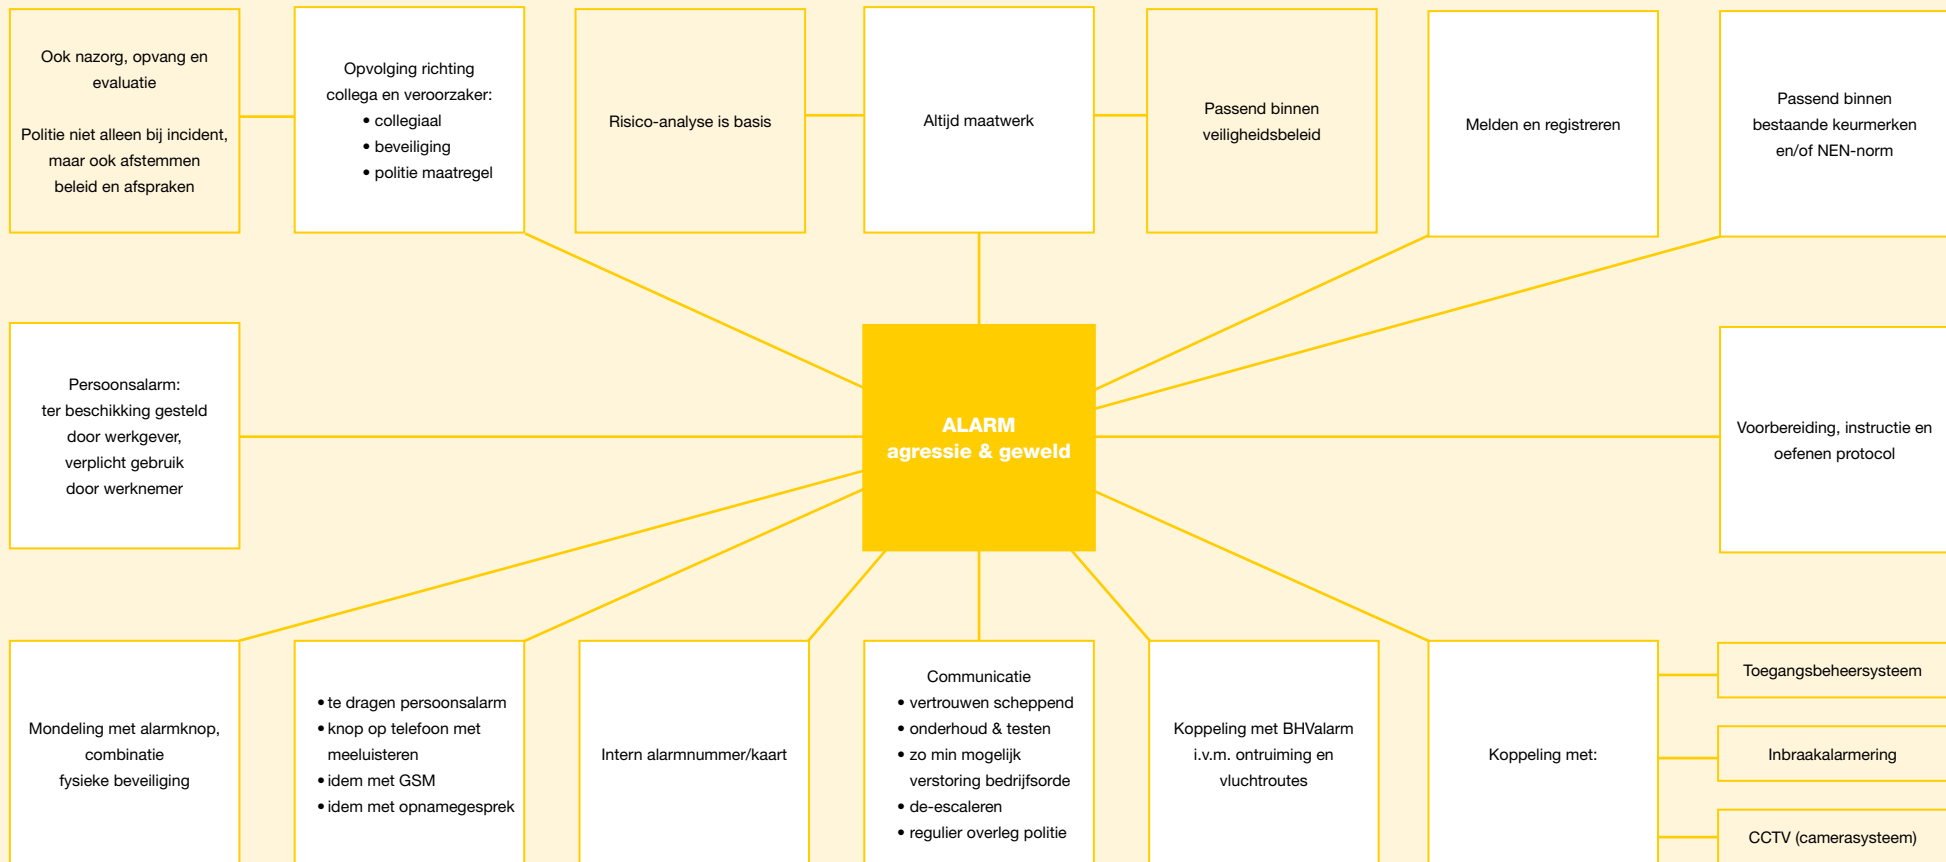 Ook nazorg, opvang en
evaluatie
Politie niet alleen bij incident,
maar ook afstemmen
beleid en afspraken
Opvolging richting
collega en veroorzaker:
• collegiaal
• beveiliging
• politie maatregel
Risico-analyse is basis
Altijd maatwerk
Passend binnen
veiligheidsbeleid
Melden en registreren
Passend binnen
bestaande keurmerken
en/of NEN-norm
Persoonsalarm:
ter beschikking gesteld
door werkgever,
verplicht gebruik
door werknemer
ALARM
agressie & geweld
Voorbereiding, instructie en
oefenen protocol
Mondeling met alarmknop,
combinatie
fysieke beveiliging
• te dragen persoonsalarm
• knop op telefoon met
meeluisteren
• idem met GSM
• idem met opnamegesprek
Intern alarmnummer/kaart
Communicatie
• vertrouwen scheppend
• onderhoud & testen
• zo min mogelijk
verstoring bedrijfsorde
• de-escaleren
• regulier overleg politie
Koppeling met BHValarm
i.v.m. ontruiming en
vluchtroutes
Koppeling met:
Toegangsbeheersysteem
Inbraakalarmering
CCTV (camerasysteem)